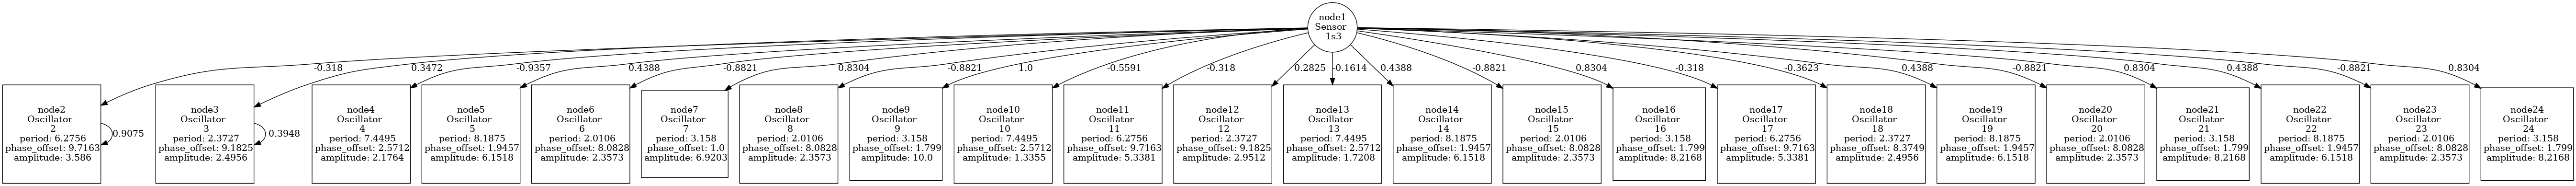 node1
Sensor
1s3
-0.318
0.3472
-0.9357
0.4388
-0.8821
0.8304
-0.8821
1.0
-0.5591
-0.318
0.2825
-0.1614
0.4388
-0.8821
0.8304
-0.318
-0.3623
0.4388
-0.8821
0.8304
0.4388
-0.8821
0.8304
node2
Oscillator
2
period: 6.2756
phase_offset: 9.7163
amplitude: 3.586
0.9075
node3
Oscillator
3
period: 2.3727
phase_offset: 9.1825
amplitude: 2.4956
-0.3948
node4
Oscillator
4
period: 7.4495
phase_offset: 2.5712
amplitude: 2.1764
node5
Oscillator
5
period: 8.1875
phase_offset: 1.9457
amplitude: 6.1518
node6
Oscillator
6
period: 2.0106
phase_offset: 8.0828
amplitude: 2.3573
node7
Oscillator
7
period: 3.158
phase_offset: 1.0
amplitude: 6.9203
node8
Oscillator
8
period: 2.0106
phase_offset: 8.0828
amplitude: 2.3573
node9
Oscillator
9
period: 3.158
phase_offset: 1.799
amplitude: 10.0
node10
Oscillator
10
period: 7.4495
phase_offset: 2.5712
amplitude: 1.3355
node11
Oscillator
11
period: 6.2756
phase_offset: 9.7163
amplitude: 5.3381
node12
Oscillator
12
period: 2.3727
phase_offset: 9.1825
amplitude: 2.9512
node13
Oscillator
13
period: 7.4495
phase_offset: 2.5712
amplitude: 1.7208
node14
Oscillator
14
period: 8.1875
phase_offset: 1.9457
amplitude: 6.1518
node15
Oscillator
15
period: 2.0106
phase_offset: 8.0828
amplitude: 2.3573
node16
Oscillator
16
period: 3.158
phase_offset: 1.799
amplitude: 8.2168
node17
Oscillator
17
period: 6.2756
phase_offset: 9.7163
amplitude: 5.3381
node18
Oscillator
18
period: 2.3727
phase_offset: 8.3749
amplitude: 2.4956
node19
Oscillator
19
period: 8.1875
phase_offset: 1.9457
amplitude: 6.1518
node20
Oscillator
20
period: 2.0106
phase_offset: 8.0828
amplitude: 2.3573
node21
Oscillator
21
period: 3.158
phase_offset: 1.799
amplitude: 8.2168
node22
Oscillator
22
period: 8.1875
phase_offset: 1.9457
amplitude: 6.1518
node23
Oscillator
23
period: 2.0106
phase_offset: 8.0828
amplitude: 2.3573
node24
Oscillator
24
period: 3.158
phase_offset: 1.799
amplitude: 8.2168